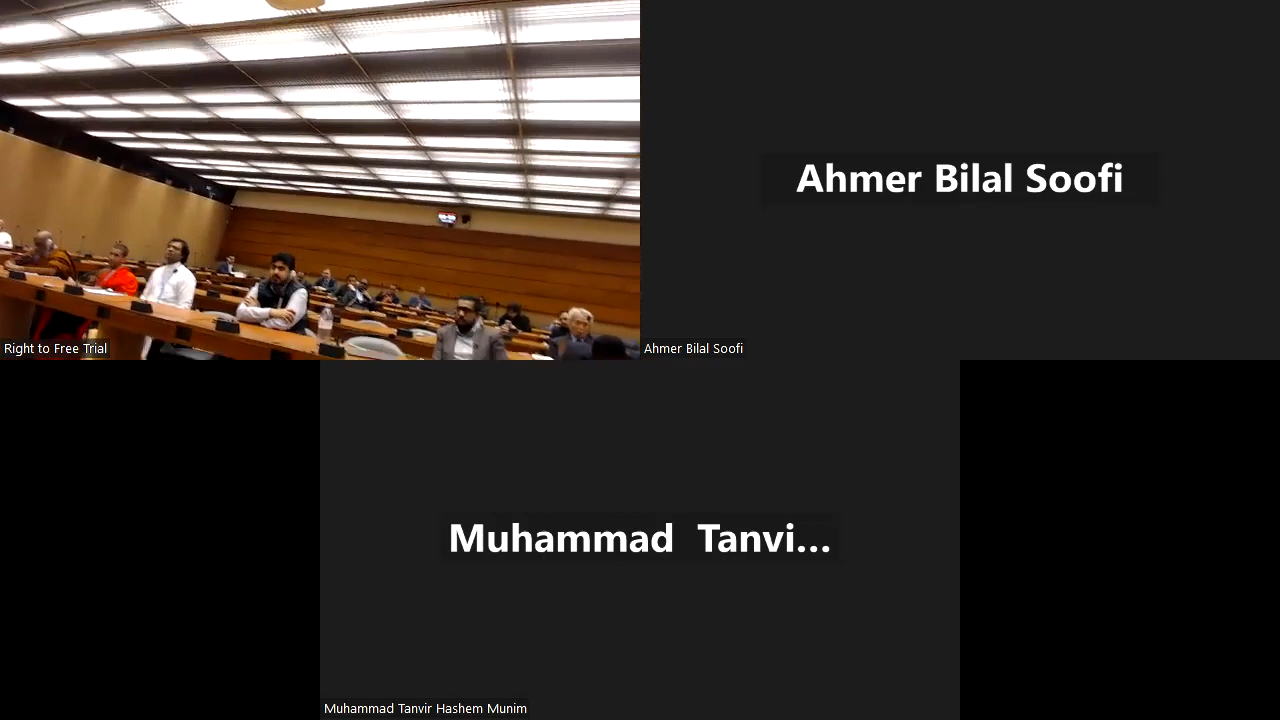 Ahmer Bilal Soofi
Right to Free Trial
Ahmer Bilal Soofi
Muhammad Tanvi...
Muhammad Tanvir Hashem Munim